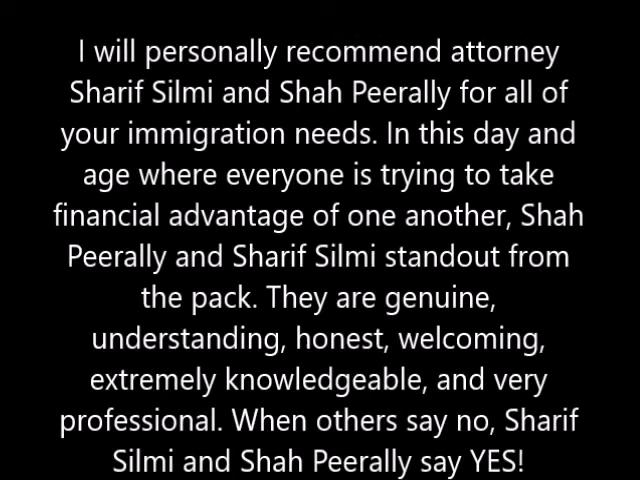 I will personally recommend attorney
Sharif Silmi and Shah Peerally for all of
your immigration needs. In this day and
age where everyone is trying to take
financial advantage of one another, Shah
Peerally and Sharif Silmi standout from
the pack. They are genuine,
understanding, honest, welcoming,
extremely knowledgeable, and very
professional. When others say no, Sharif
Silmi and Shah Peerally say YES!